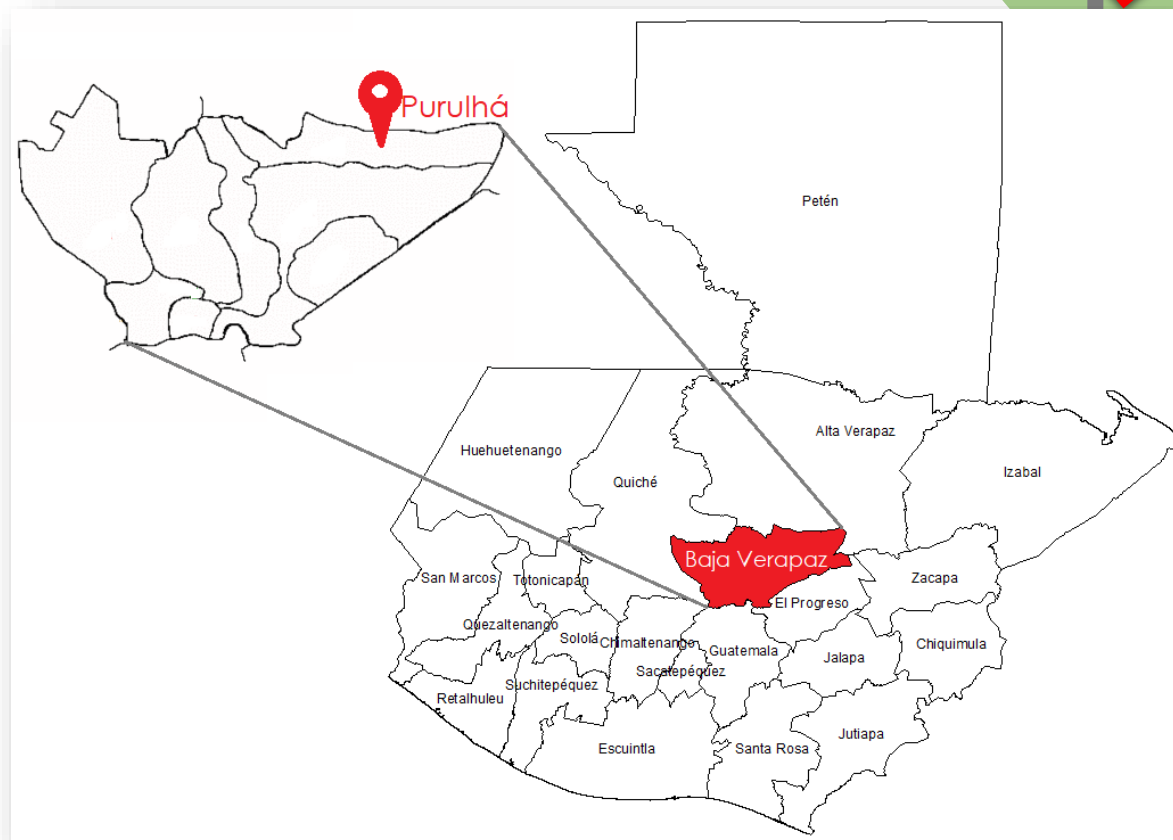 Purulhá
Petén
Alta Verapaz
Huehuetenango
Izabal
Quiché
Baja Verapaz
San Marcos
Totonicapán
Zacapa
El Progreso
Quezaltenango
Sololá
Chimaltenango
Guatemala
Chiquimula
Jalapa
Sacatepéquez
Suchitepéquez
Retalhuleu
Jutiapa
Escuintla
Santa Rosa